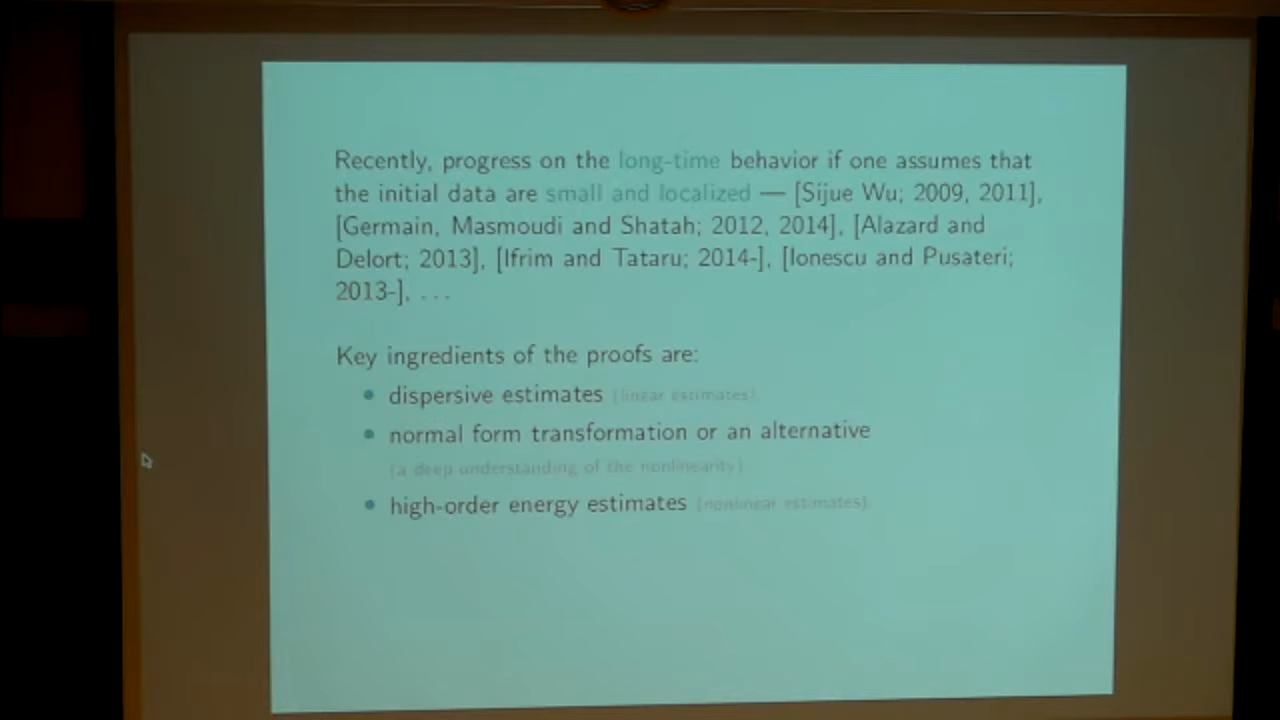 Recently, progress on the long-time behavior if one assumes that
the initial data are small and localized — [Sijue Wu; 2009, 2011],
[Germain, Masmoudi and Shatah; 2012, 2014], [Alazard and
Delort; 2013], [Ifrim and Tataru; 2014-], [Ionescu and Pusateri;
2013-], ...
Key ingredients of the proofs are:
• dispersive estimates (linear estimates)
• normal form transformation or an alternative
(a deep understanding of the nonlinearity)
• high-order energy estimates (nonlinear estimates)